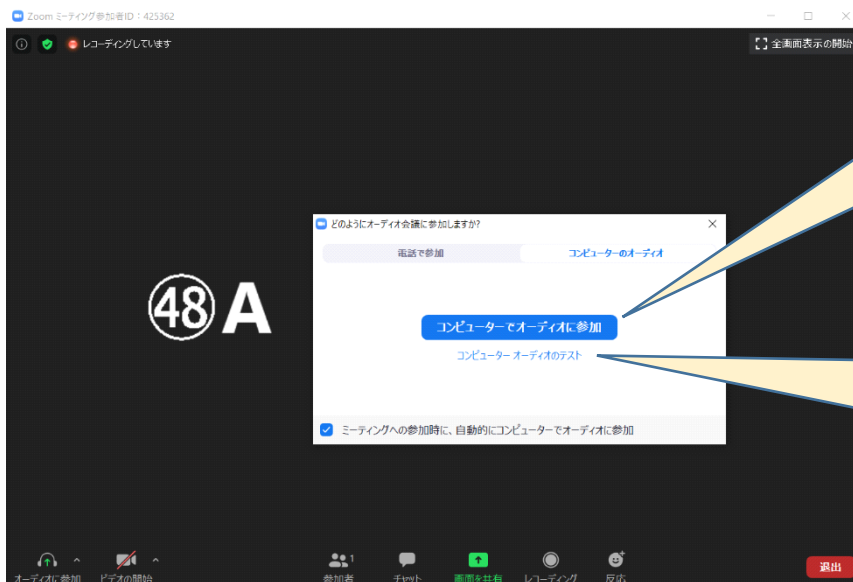 Zoom ミーティング参加者ID：425362
レコーディングしています
全画面表示の開始
どのようにオーディオ会議に参加しますか?
電話で参加
コンピューターのオーディオ
㊽A
コンピューターでオーディオに参加
コンピューター オーディオのテスト
ミーティングへの参加時に、自動的にコンピューターでオーディオに参加
1
オーディオに参加
ビデオの開始
参加者
チャット
画面を共有
レコーディング
反応
退出